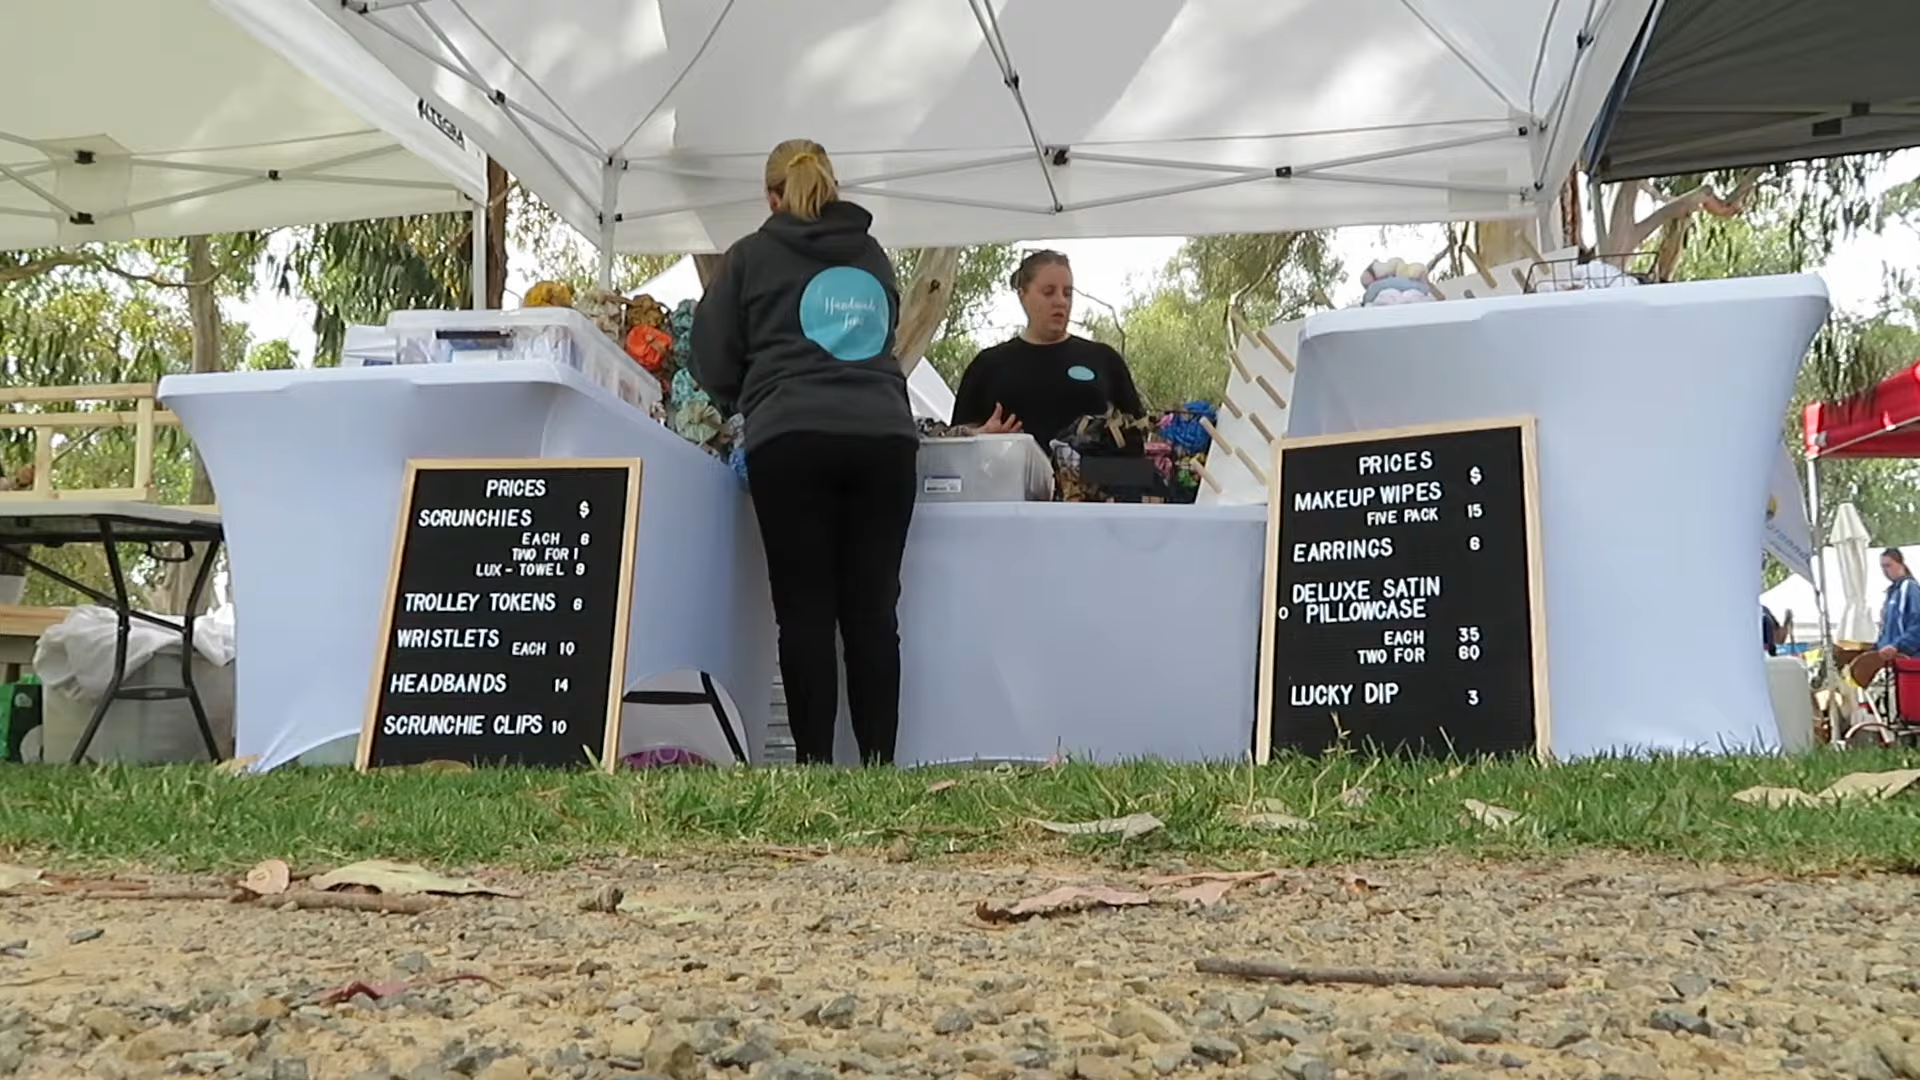 ALTEGRA
Handmade
PRICES
$
SCRUNCHIES
EACH 6
TWO FOR 1
LUX - TOWEL 9
TROLLEY TOKENS 6
WRISTLETS EACH 10
HEADBANDS 14
SCRUNCHIE CLIPS 10
PRICES
$
MAKEUP WIPES
FIVE PACK 15
EARRINGS 6
DELUXE SATIN
O PILLOWCASE
EACH 35
TWO FOR 60
LUCKY DIP 3